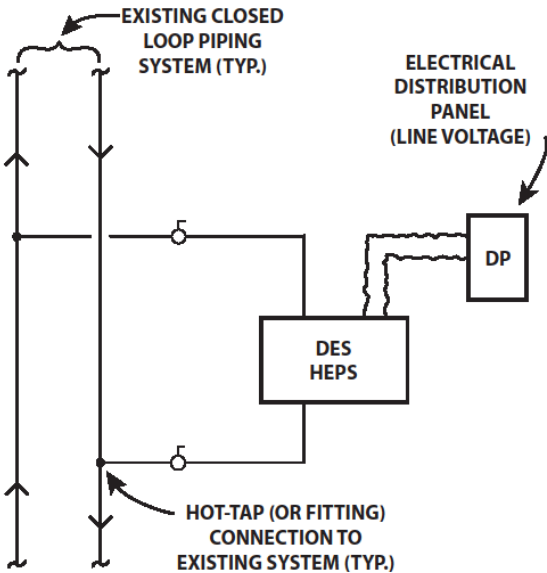 EXISTING CLOSED
LOOP PIPING
SYSTEM (TYP.)
ELECTRICAL
DISTRIBUTION
PANEL
(LINE VOLTAGE)
DP
DES
HEPS
HOT-TAP (OR FITTING)
CONNECTION TO
EXISTING SYSTEM (TYP.)